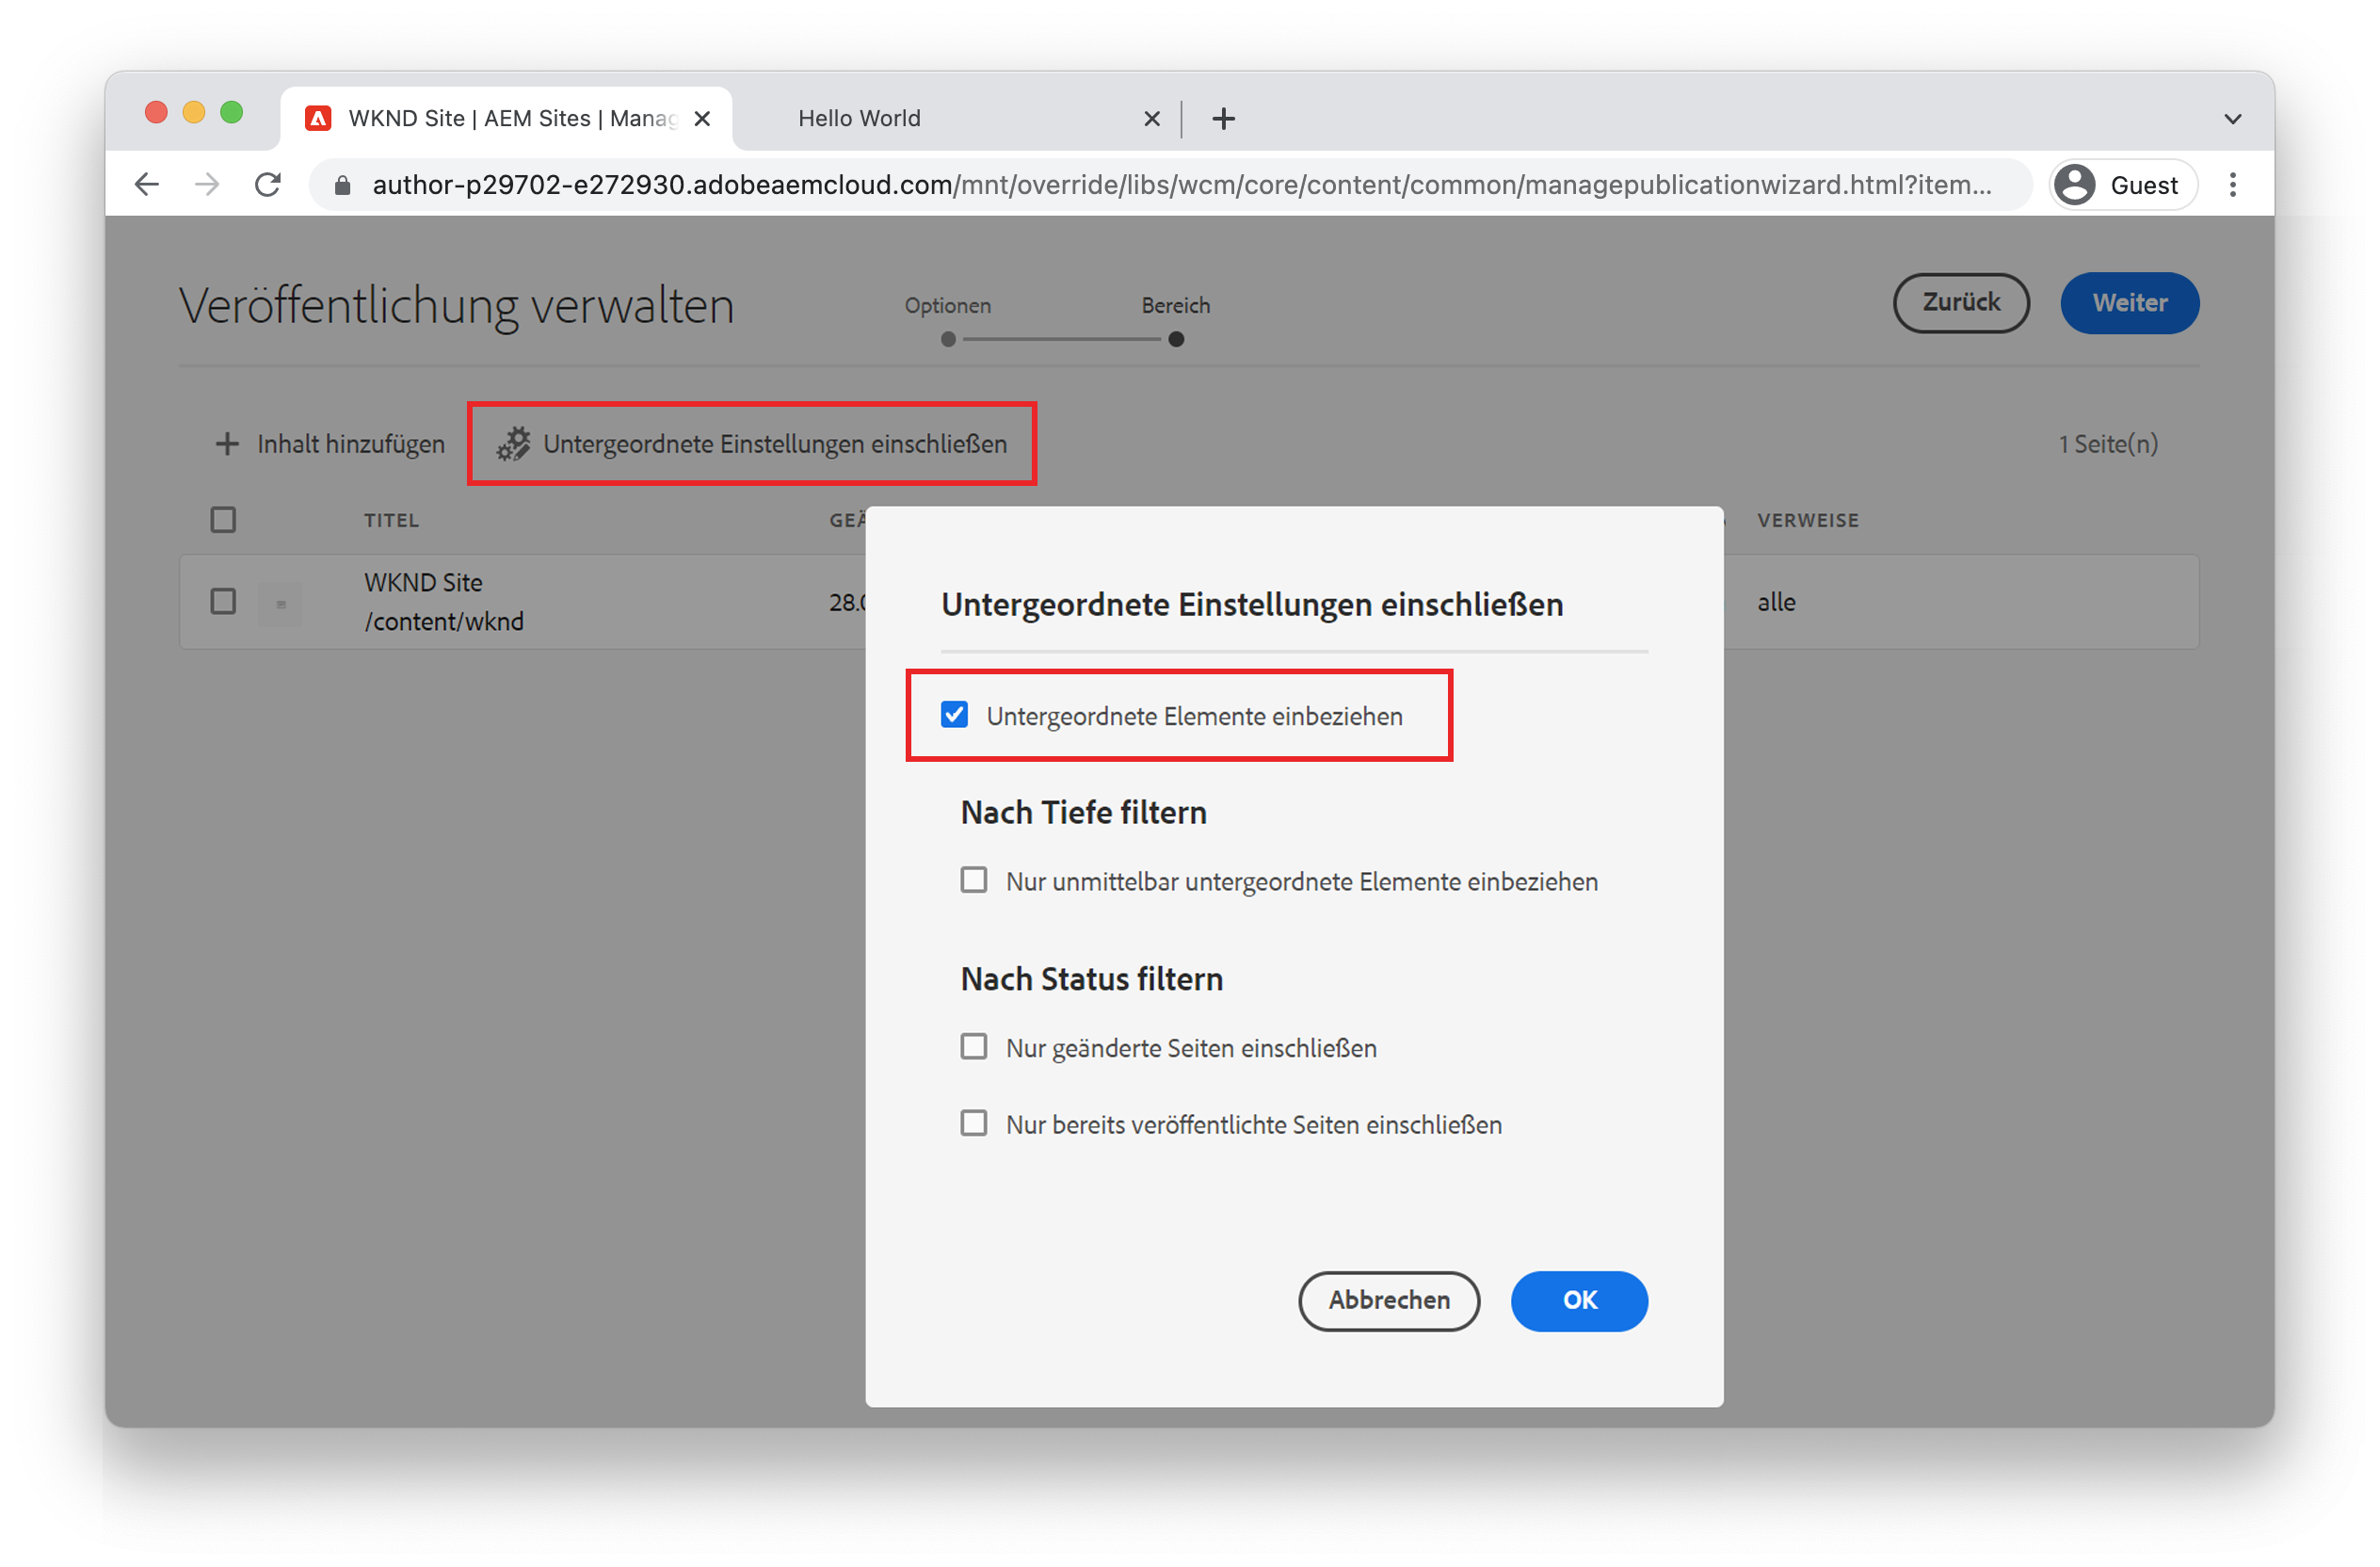 WKND Site | AEM Sites | Manag
Hello World
author-p29702-e272930.adobeaemcloud.com/mnt/override/libs/wcm/core/content/common/managepublicationwizard.html?item...
Guest
Veröffentlichung verwalten
Optionen
Bereich
Zurück
Weiter
Inhalt hinzufügen
Untergeordnete Einstellungen einschließen
1 Seite(n)
TITEL
GEÄ
VERWEISE
WKND Site
/content/wknd
28.0
alle
Untergeordnete Einstellungen einschließen
Untergeordnete Elemente einbeziehen
Nach Tiefe filtern
Nur unmittelbar untergeordnete Elemente einbeziehen
Nach Status filtern
Nur geänderte Seiten einschließen
Nur bereits veröffentlichte Seiten einschließen
Abbrechen
OK